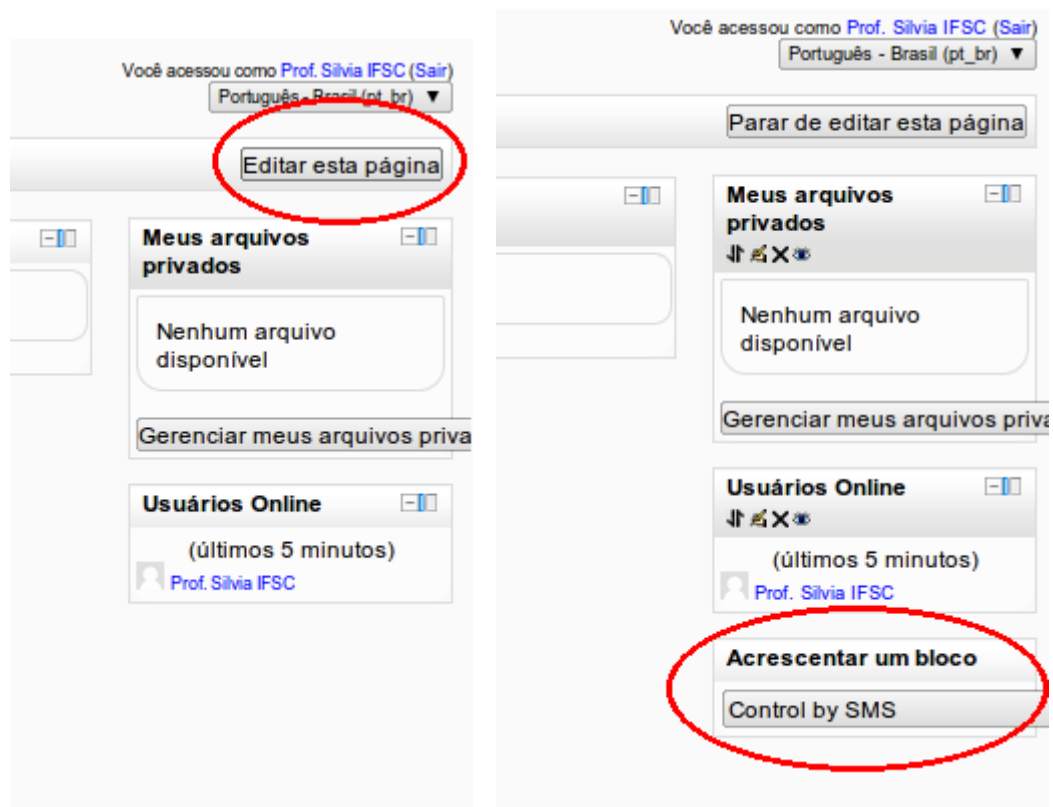 Você acessou como Prof. Silvia IFSC (Sair)
Português - Brasil (pt_br) ▼
Editar esta página
Meus arquivos
privados
Nenhum arquivo
disponível
Gerenciar meus arquivos priva
Usuários Online
(últimos 5 minutos)
Prof. Silvia IFSC
Você acessou como Prof. Silvia IFSC (Sair)
Português - Brasil (pt_br) ▼
Parar de editar esta página
Meus arquivos
privados
Nenhum arquivo
disponível
Gerenciar meus arquivos priva
Usuários Online
(últimos 5 minutos)
Prof. Silvia IFSC
Acrescentar um bloco
Control by SMS